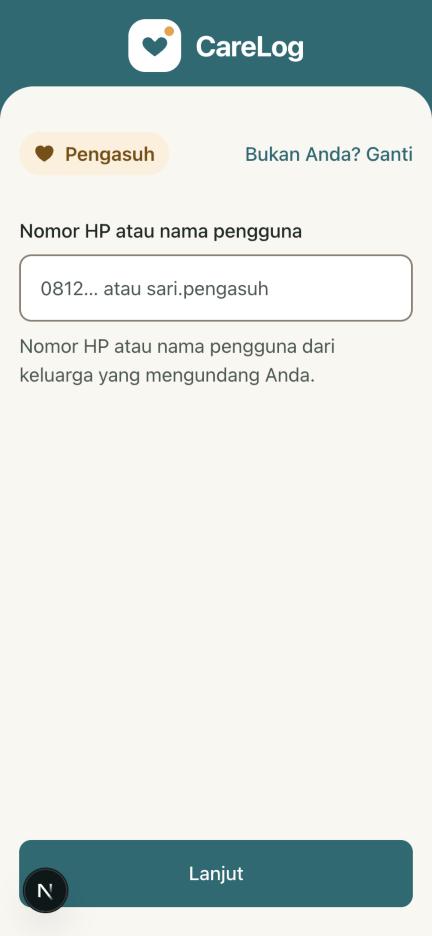 CareLog
Pengasuh
Bukan Anda? Ganti
Nomor HP atau nama pengguna
0812... atau sari.pengasuh
Nomor HP atau nama pengguna dari
keluarga yang mengundang Anda.
Lanjut
N